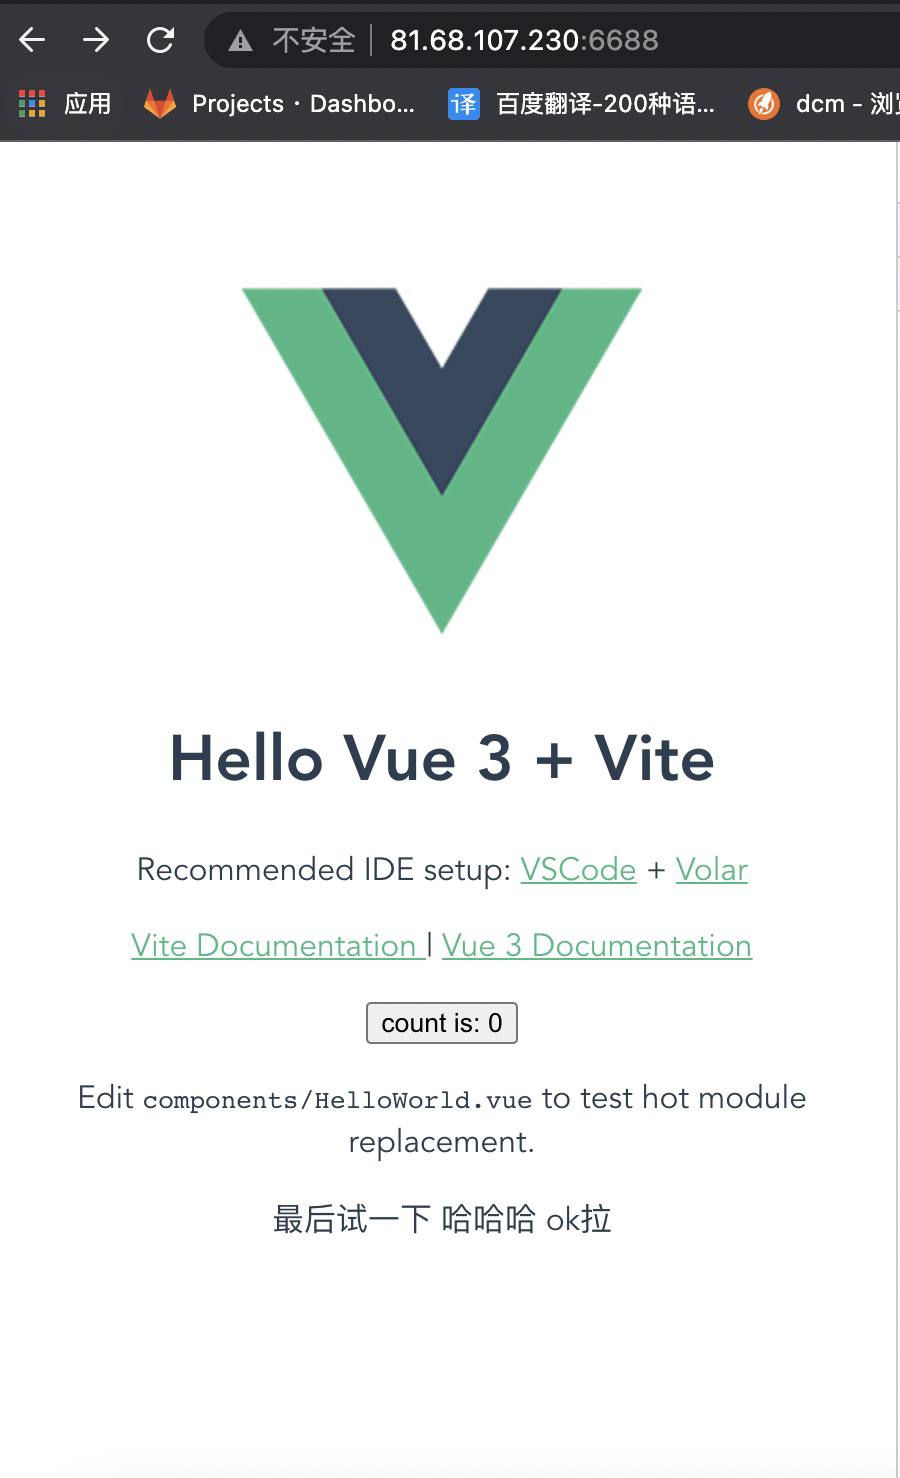 不安全 81.68.107.230:6688
应用 Projects · Dashbo... 译 百度翻译-200种语... dcm - 浏
Hello Vue 3 + Vite
Recommended IDE setup: VSCode + Volar
Vite Documentation | Vue 3 Documentation
count is: 0
Edit components/HelloWorld.vue to test hot module
replacement.
最后试一下 哈哈哈 ok拉